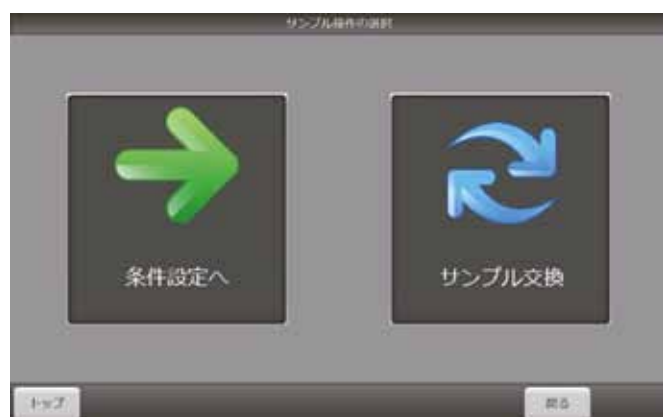 サンプル操作の選択
条件設定へ
サンプル交換
トップ
戻る